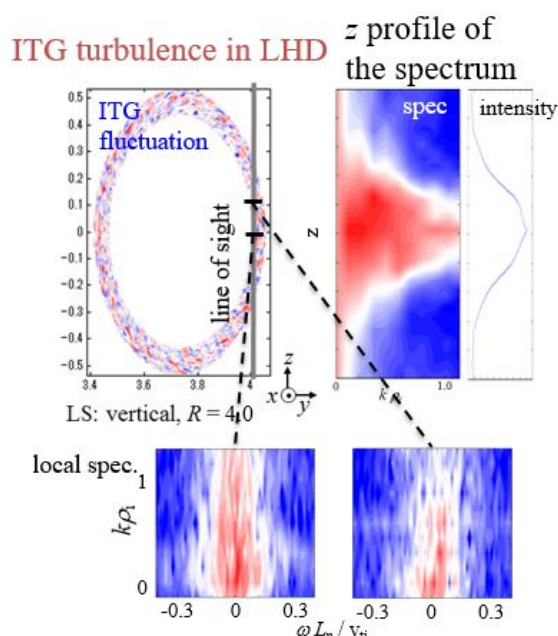 ITG turbulence in LHD
z profile of
the spectrum
0.5
0.4
0.3
0.2
0.1
0
-0.1
-0.2
-0.3
-0.4
-0.5
ITG
fluctuation
line of sight
3.4 3.6 3.8 4
LS: vertical, R = 4.0
z
x y
spec
intensity
z
0 1.0
local spec.
1
kρi
0
-0.3 0 0.3
-0.3 0 0.3
ω Ln / vti